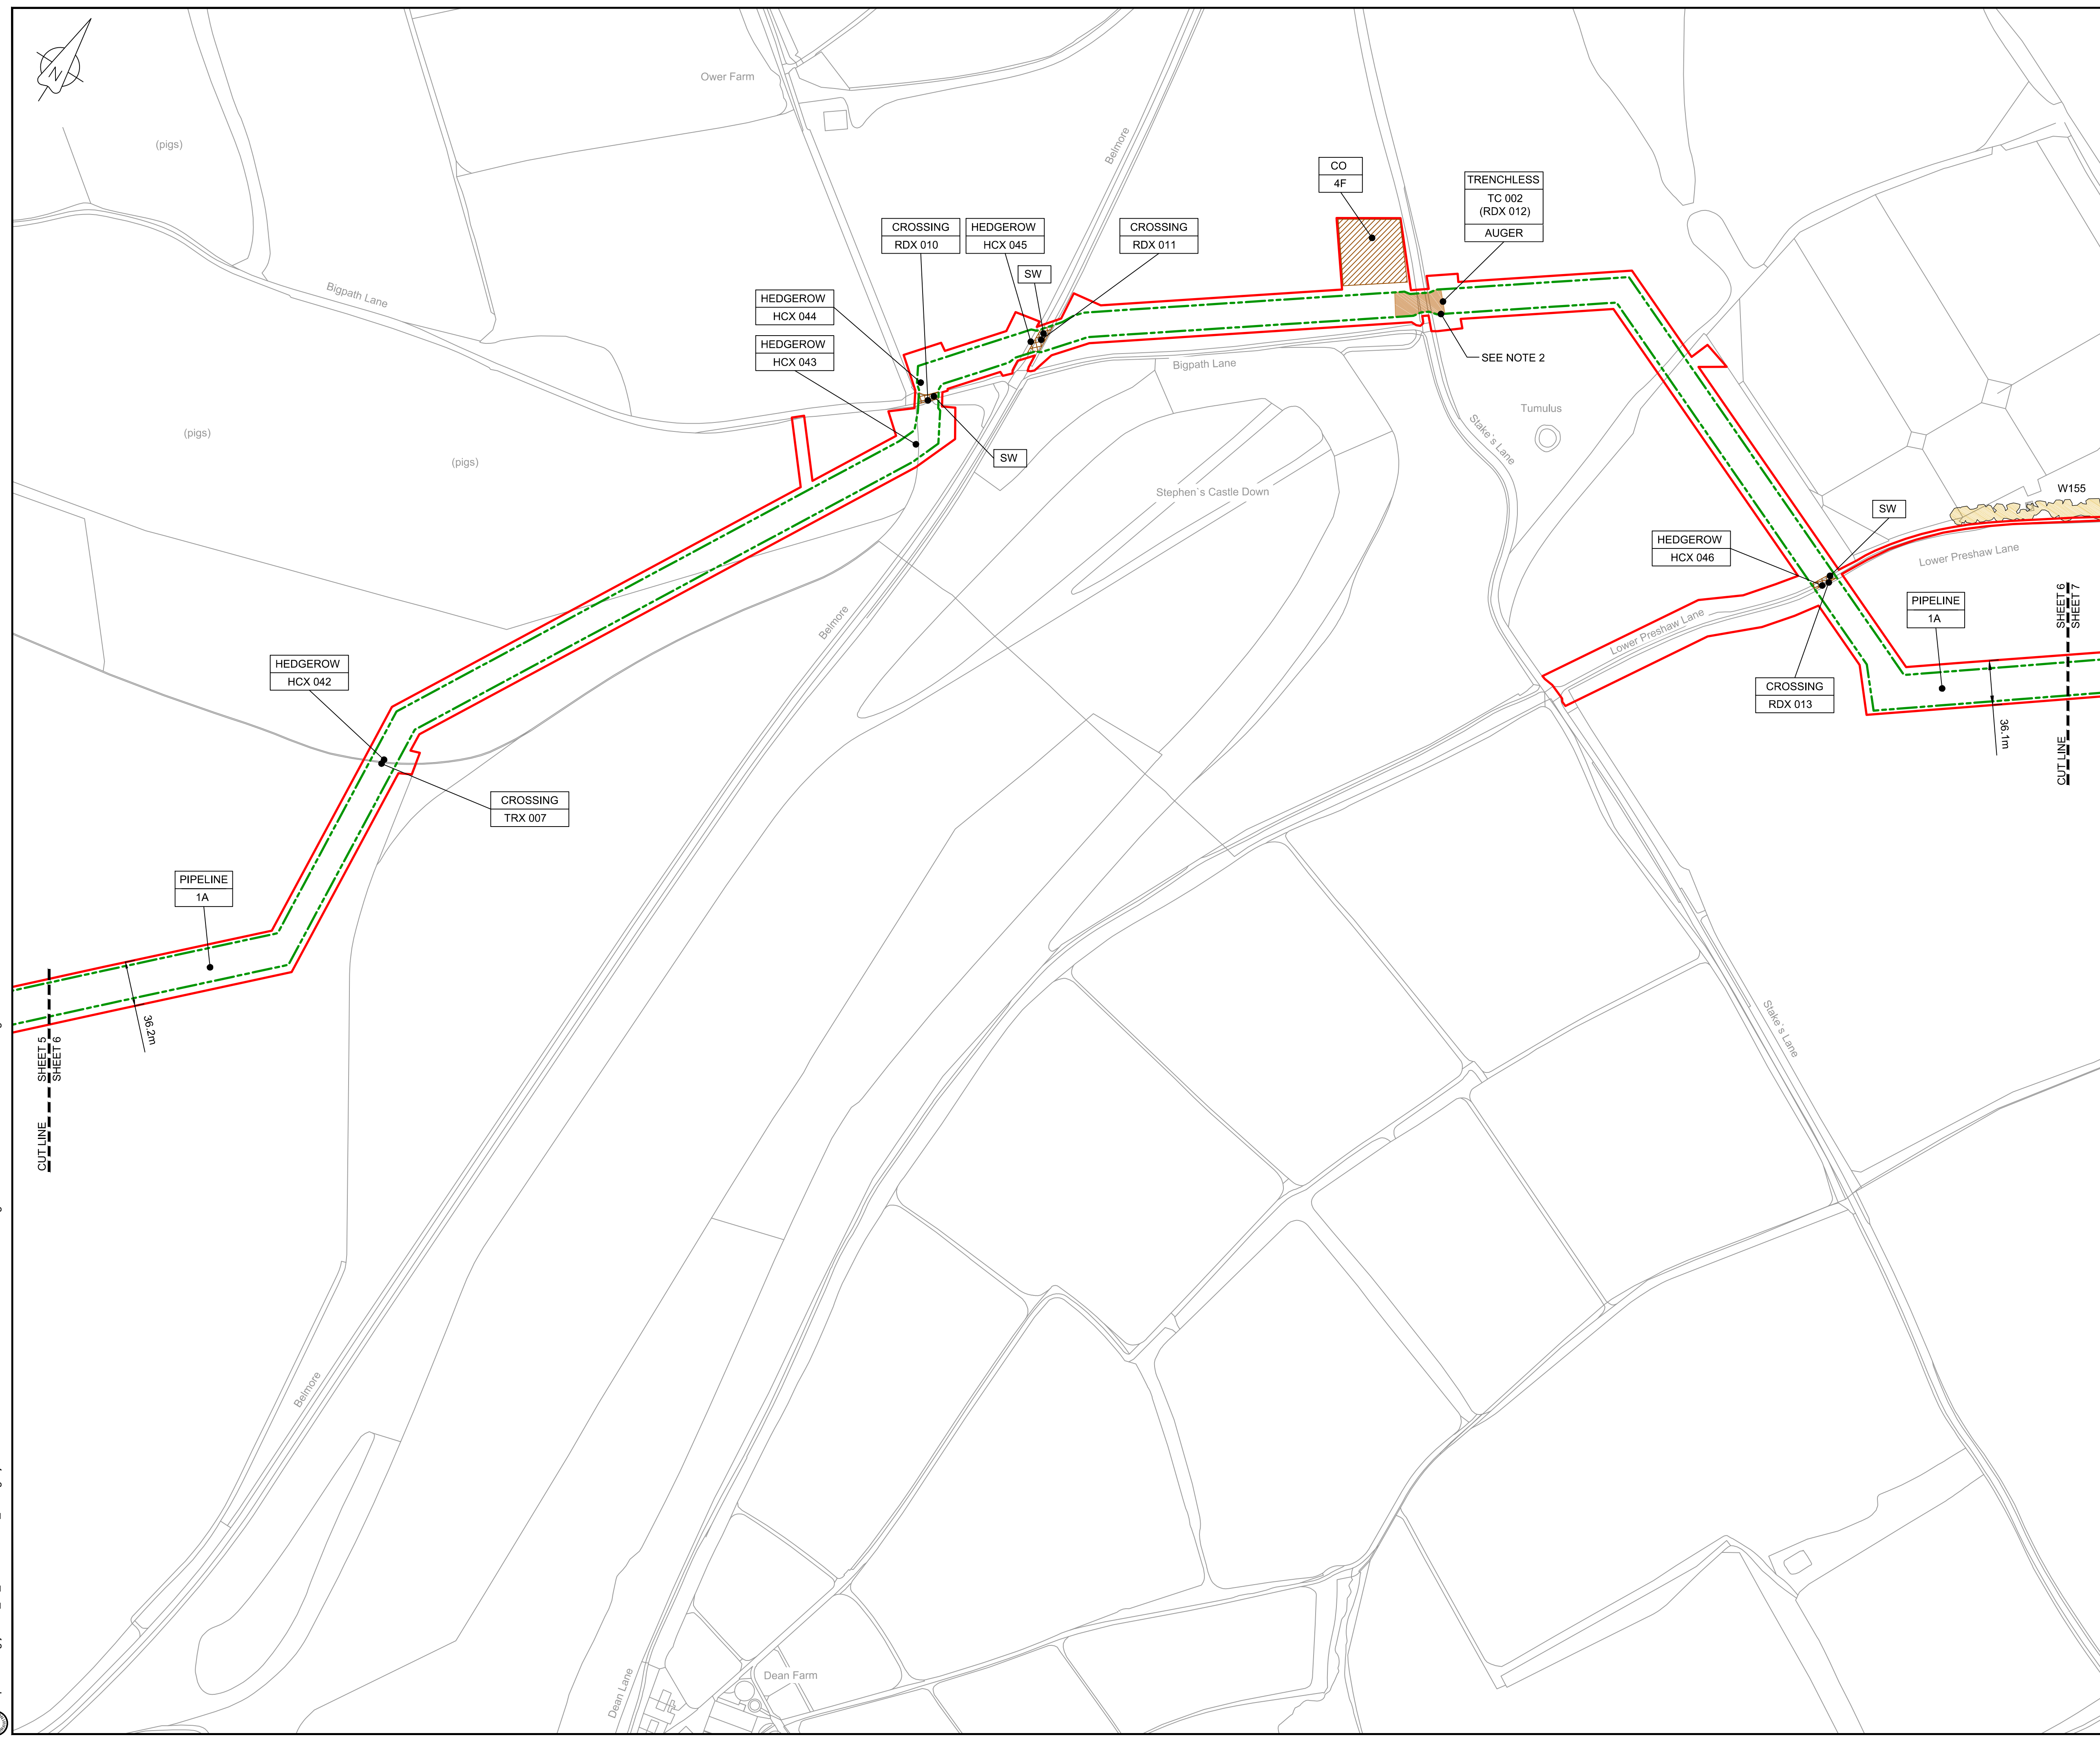 N
Ower Farm
(pigs)
Belmore
CO
4F
TRENCHLESS
TC 002
(RDX 012)
AUGER
CROSSING
RDX 010
HEDGEROW
HCX 045
CROSSING
RDX 011
SW
Bigpath Lane
HEDGEROW
HCX 044
HEDGEROW
HCX 043
SEE NOTE 2
Bigpath Lane
Tumulus
Stake`s Lane
(pigs)
(pigs)
SW
Stephen`s Castle Down
W155
SW
HEDGEROW
HCX 046
Lower Preshaw Lane
PIPELINE
1A
SHEET 6
SHEET 7
CUT LINE
Belmore
Lower Preshaw Lane
HEDGEROW
HCX 042
CROSSING
RDX 013
36.1m
CROSSING
TRX 007
PIPELINE
1A
36.2m
SHEET 5
SHEET 6
CUT LINE
Stake`s Lane
Belmore
Dean Farm
Dean Lane